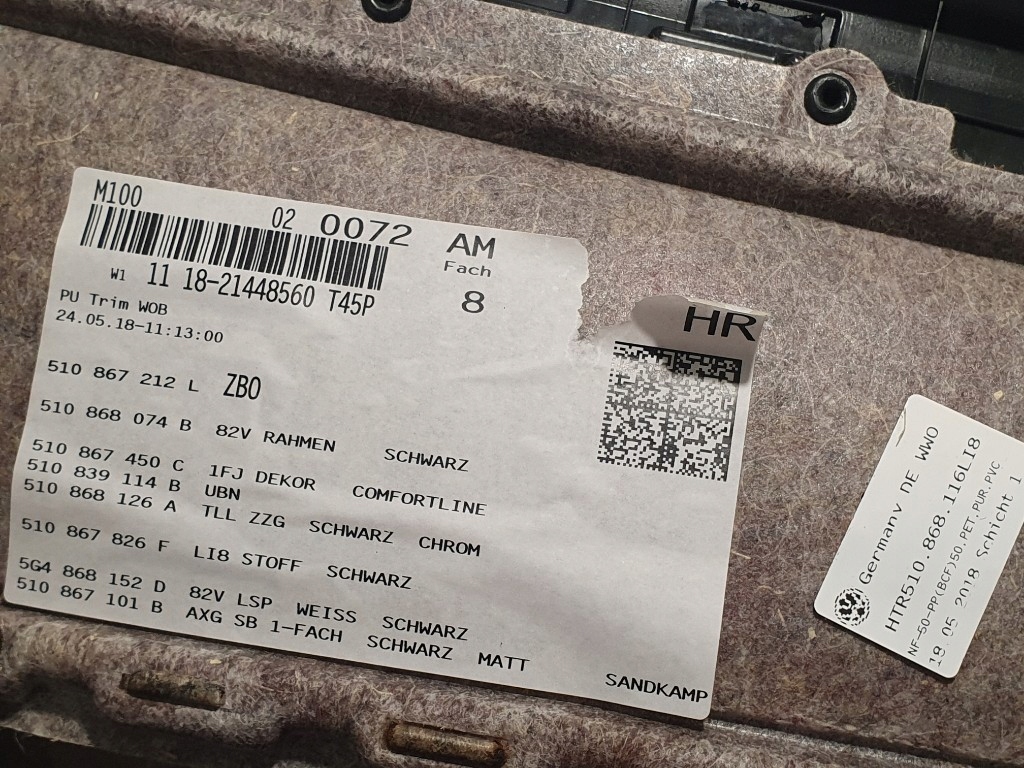 M100
02 0072 AM
Fach
8
W1 11 18-21448560 T45P
PU Trim WOB
24.05.18-11:13:00
HR
510 867 212 L ZBO
510 868 074 B 82V RAHMEN SCHWARZ
510 867 450 C 1FJ DEKOR COMFORTLINE
510 839 114 B UBN
510 868 126 A TLL ZZG SCHWARZ CHROM
510 867 826 F LI8 STOFF SCHWARZ
5G4 868 152 D 82V LSP WEISS SCHWARZ
510 867 101 B AXG SB 1-FACH SCHWARZ MATT
SANDKAMP
Germany DE WWO
HTR510.868.116LI8
NF-50-PP(BCF)50.PET.PUR.PVC
18 05 2018 Schicht 1